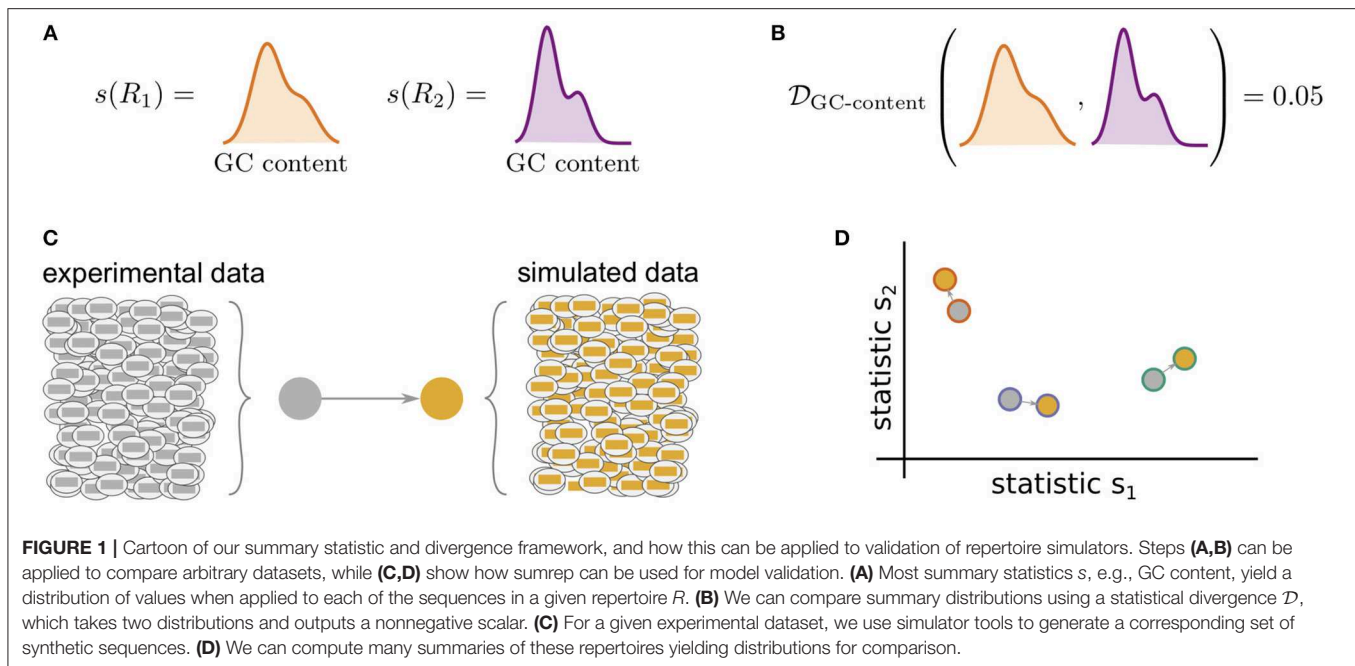 A
s(R₁) =
GC content
s(R₂) =
GC content
B
𝒟GC-content ( , ) = 0.05
C
experimental data
simulated data
D
statistic s₂
statistic s₁
FIGURE 1 | Cartoon of our summary statistic and divergence framework, and how this can be applied to validation of repertoire simulators. Steps (A,B) can be
applied to compare arbitrary datasets, while (C,D) show how sumrep can be used for model validation. (A) Most summary statistics s, e.g., GC content, yield a
distribution of values when applied to each of the sequences in a given repertoire R. (B) We can compare summary distributions using a statistical divergence 𝒟,
which takes two distributions and outputs a nonnegative scalar. (C) For a given experimental dataset, we use simulator tools to generate a corresponding set of
synthetic sequences. (D) We can compute many summaries of these repertoires yielding distributions for comparison.